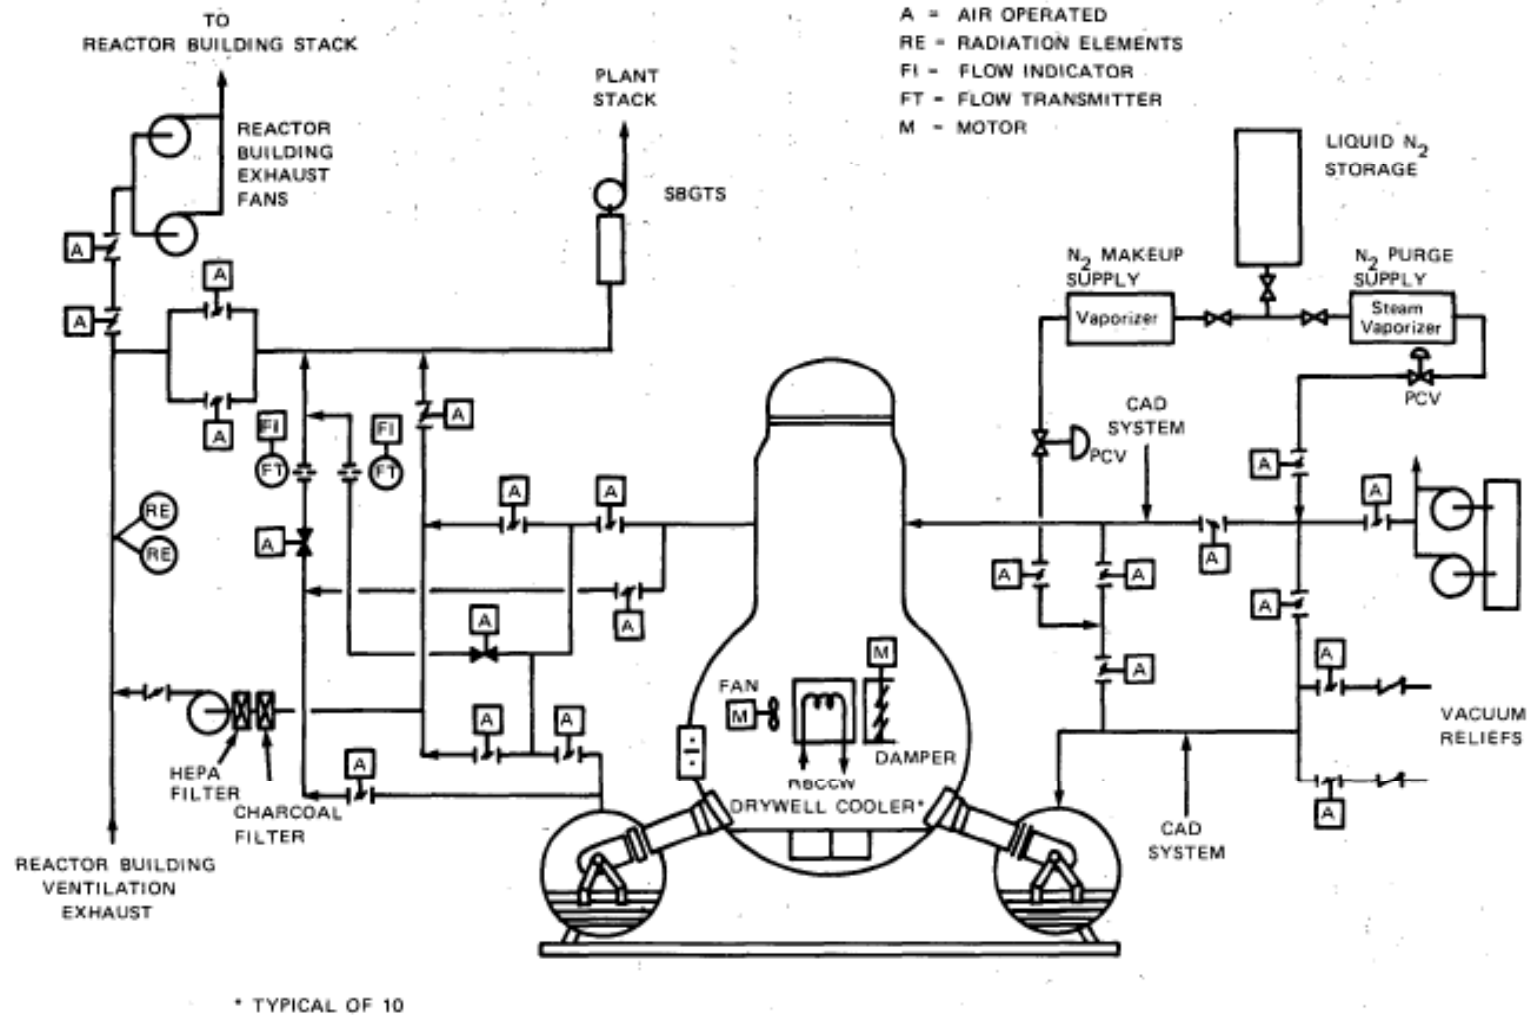 TO
REACTOR BUILDING STACK
A = AIR OPERATED
RE = RADIATION ELEMENTS
FI = FLOW INDICATOR
FT = FLOW TRANSMITTER
M = MOTOR
PLANT
STACK
REACTOR
BUILDING
EXHAUST
FANS
SBGTS
LIQUID N2
STORAGE
N2 MAKEUP
SUPPLY
N2 PURGE
SUPPLY
Vaporizer
Steam
Vaporizer
A
A
A
A
FI
FI
FT
FT
A
CAD
SYSTEM
PCV
PCV
A
A
A
A
A
RE
RE
A
A
A
A
A
A
A
A
A
M
FAN
M
DAMPER
RBCCW
DRYWELL COOLER*
A
A
A
A
A
VACUUM
RELIEFS
HEPA
FILTER
CHARCOAL
FILTER
CAD
SYSTEM
REACTOR BUILDING
VENTILATION
EXHAUST
* TYPICAL OF 10